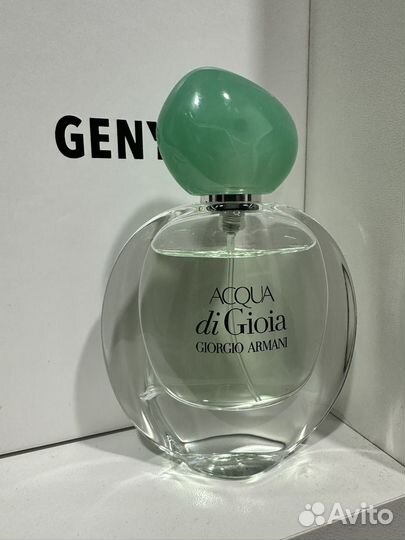 GENY
ACQUA
di Gioia
GIORGIO ARMANI
Avito